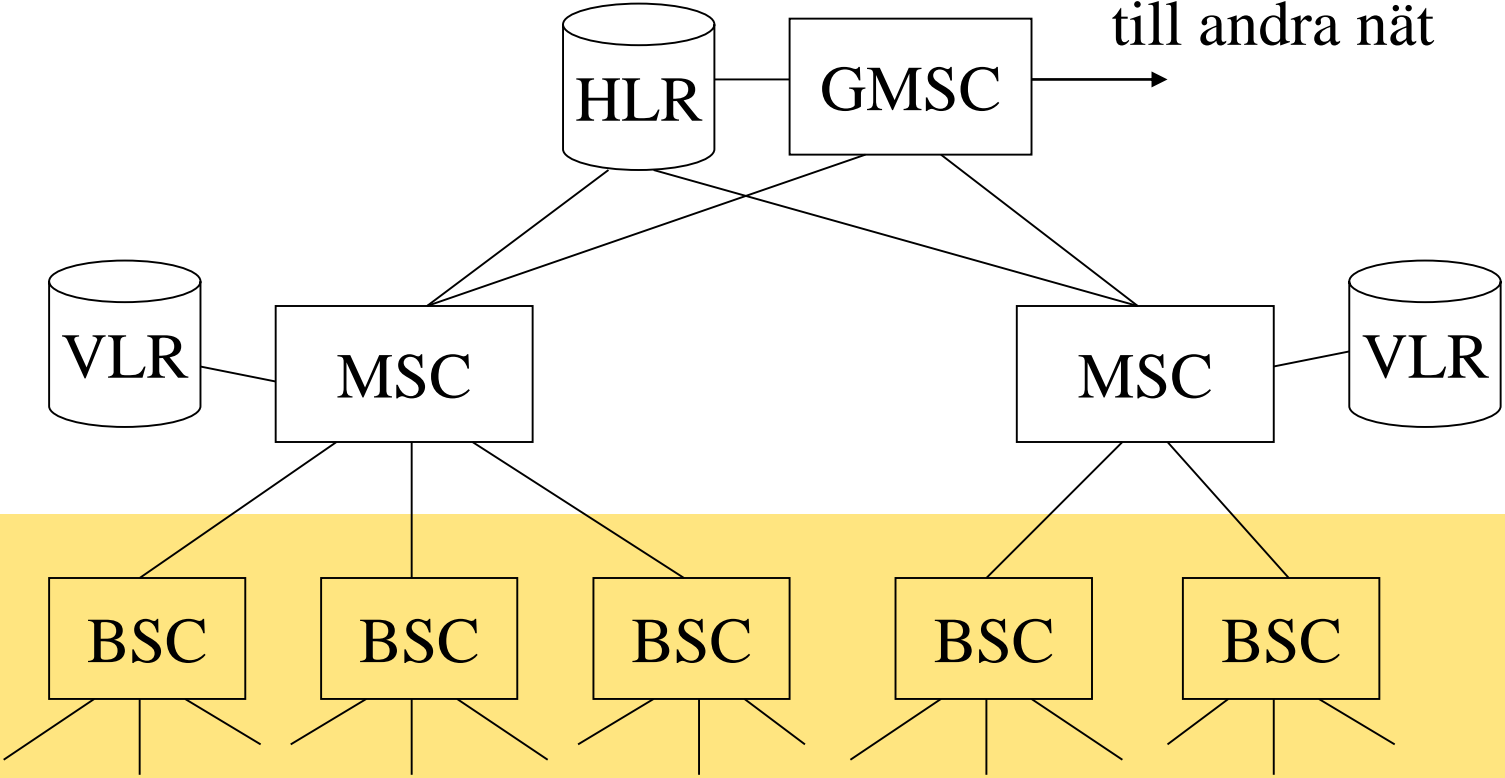 till andra nät
HLR
GMSC
VLR
MSC
MSC
VLR
BSC
BSC
BSC
BSC
BSC